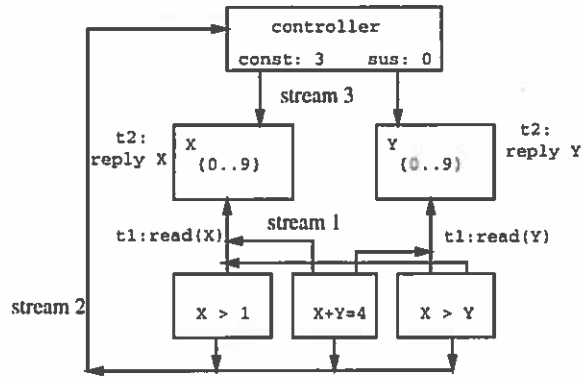 controller
const: 3 sus: 0
stream 3
t2:
reply X
X
{0..9}
Y
{0..9}
t2:
reply Y
t1:read(X)
stream 1
t1:read(Y)
stream 2
X > 1
X+Y=4
X > Y